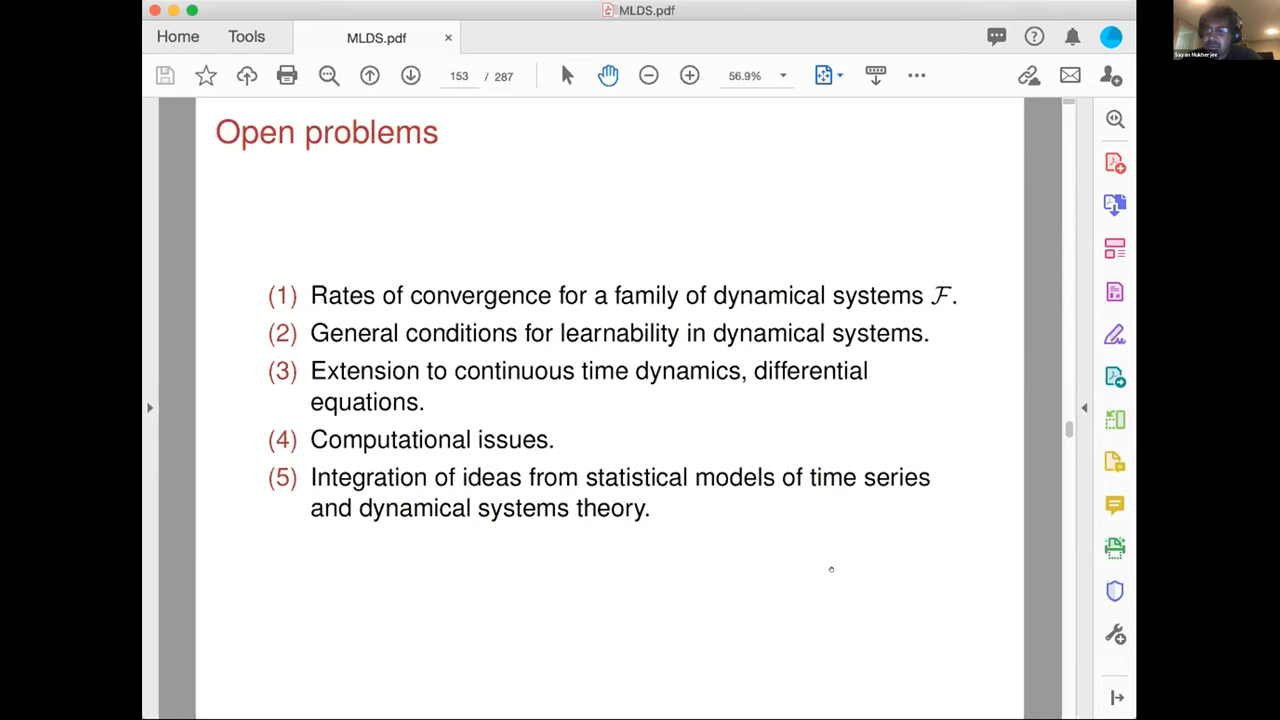 MLDS.pdf
Home
Tools
MLDS.pdf
×
153 / 287
56.9%
Sayan Mukherjee
Open problems
(1) Rates of convergence for a family of dynamical systems ℱ.
(2) General conditions for learnability in dynamical systems.
(3) Extension to continuous time dynamics, differential
equations.
(4) Computational issues.
(5) Integration of ideas from statistical models of time series
and dynamical systems theory.